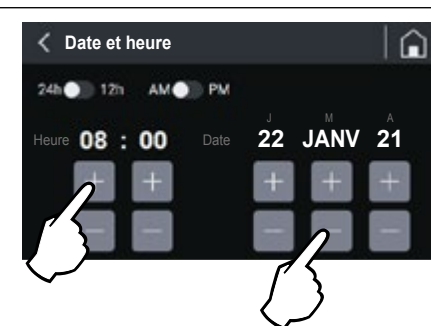 Date et heure
24h 12h AM PM
J M A
Heure 08 : 00 Date 22 JANV 21
+ + + + +
- - - - -